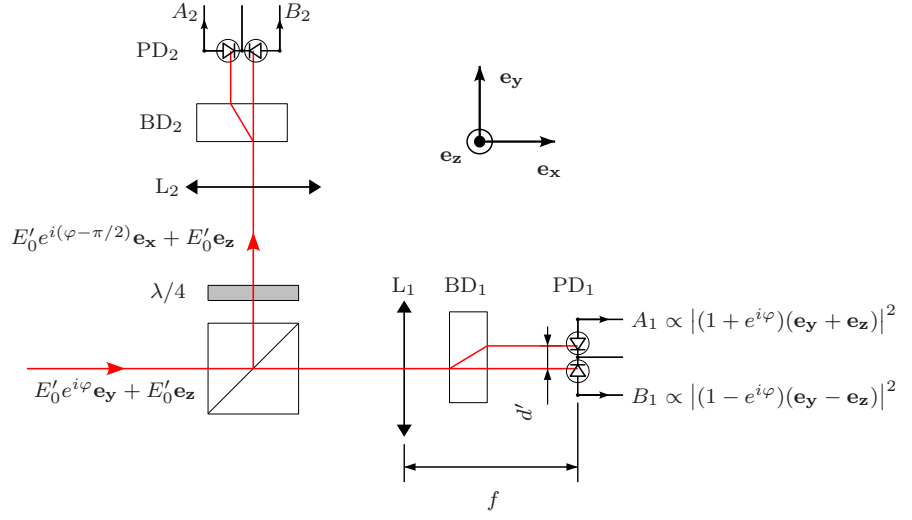 A₂
B₂
PD₂
e_y
BD₂
e_z
e_x
L₂
E′₀e^{i(φ−π/2)}e_x + E′₀e_z
λ/4
L₁
BD₁
PD₁
A₁ ∝ |(1 + e^{iφ})(e_y + e_z)|²
E′₀e^{iφ}e_y + E′₀e_z
d′
B₁ ∝ |(1 − e^{iφ})(e_y − e_z)|²
f